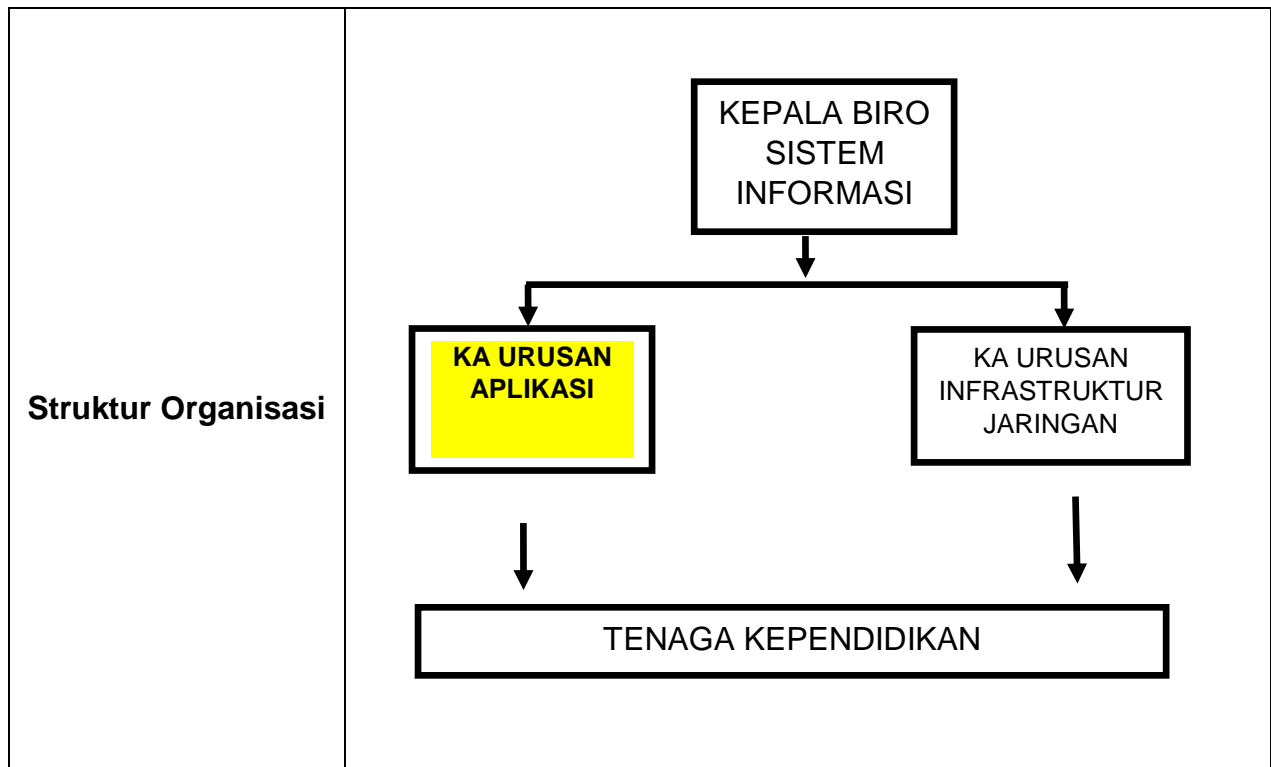 Struktur Organisasi
KEPALA BIRO
SISTEM
INFORMASI
KA URUSAN
APLIKASI
KA URUSAN
INFRASTRUKTUR
JARINGAN
TENAGA KEPENDIDIKAN